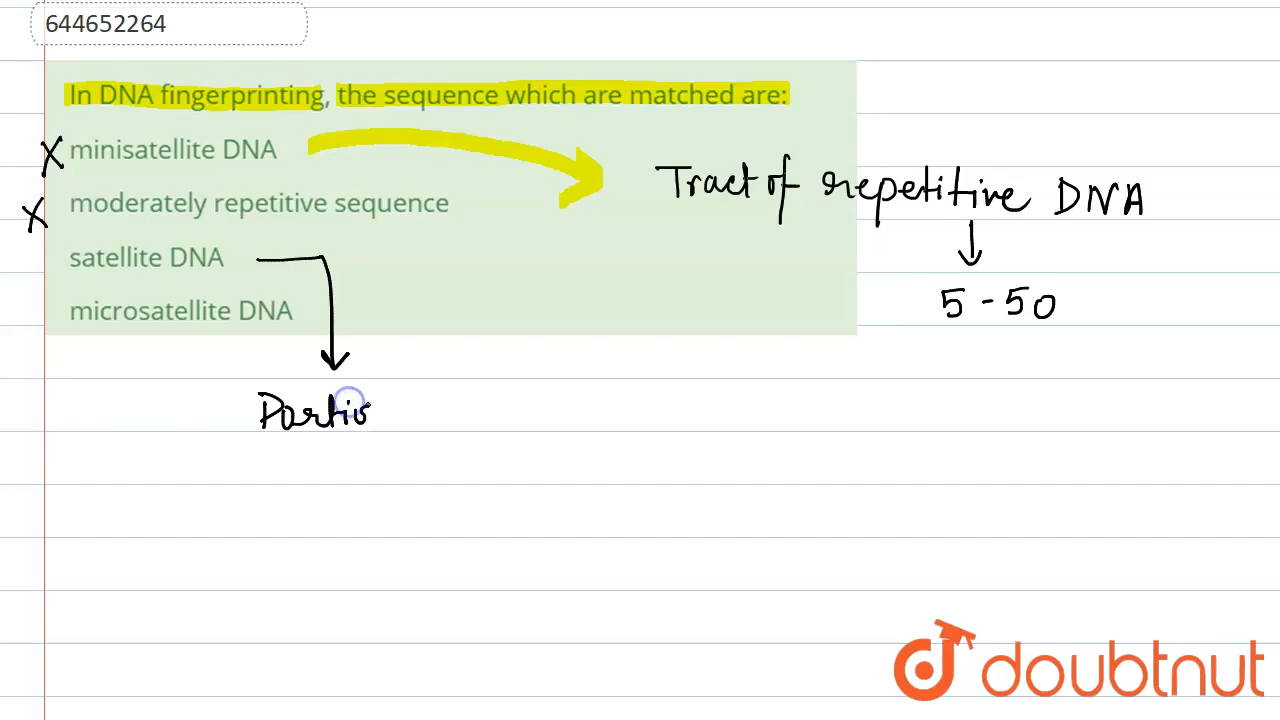 644652264
In DNA fingerprinting, the sequence which are matched are:
X minisatellite DNA
Tract of repetitive DNA
X moderately repetitive sequence
satellite DNA
5-50
microsatellite DNA
Partic
doubtnut